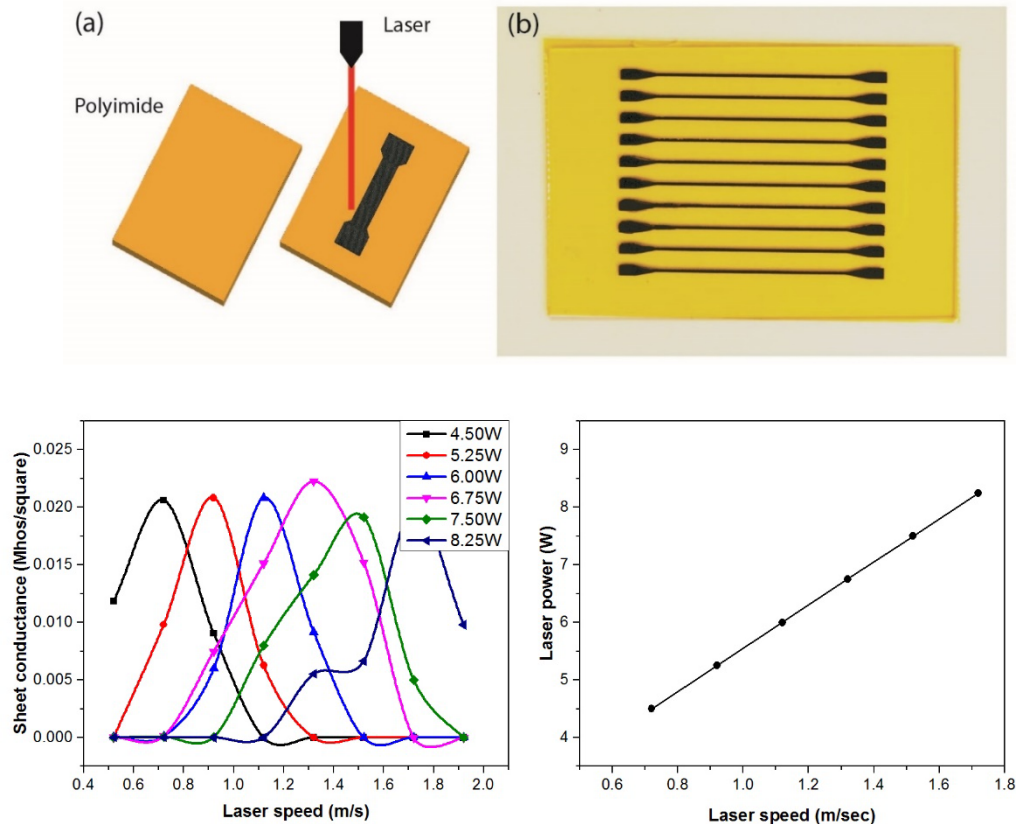 (a)
Laser
Polyimide
(b)
Sheet conductance (Mhos/square)
0.025
0.020
0.015
0.010
0.005
0.000
0.4 0.6 0.8 1.0 1.2 1.4 1.6 1.8 2.0
Laser speed (m/s)
4.50W
5.25W
6.00W
6.75W
7.50W
8.25W
Laser power (W)
9
8
7
6
5
4
0.6 0.8 1.0 1.2 1.4 1.6 1.8
Laser speed (m/sec)